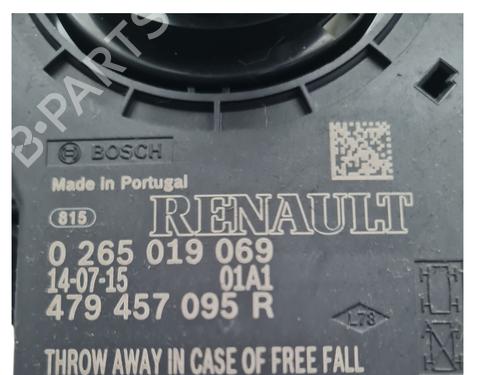 B·PARTS
BOSCH
Made in Portugal
815 RENAULT
0 265 019 069
14-07-15 01A1
479 457 095 R
L78
THROW AWAY IN CASE OF FREE FALL